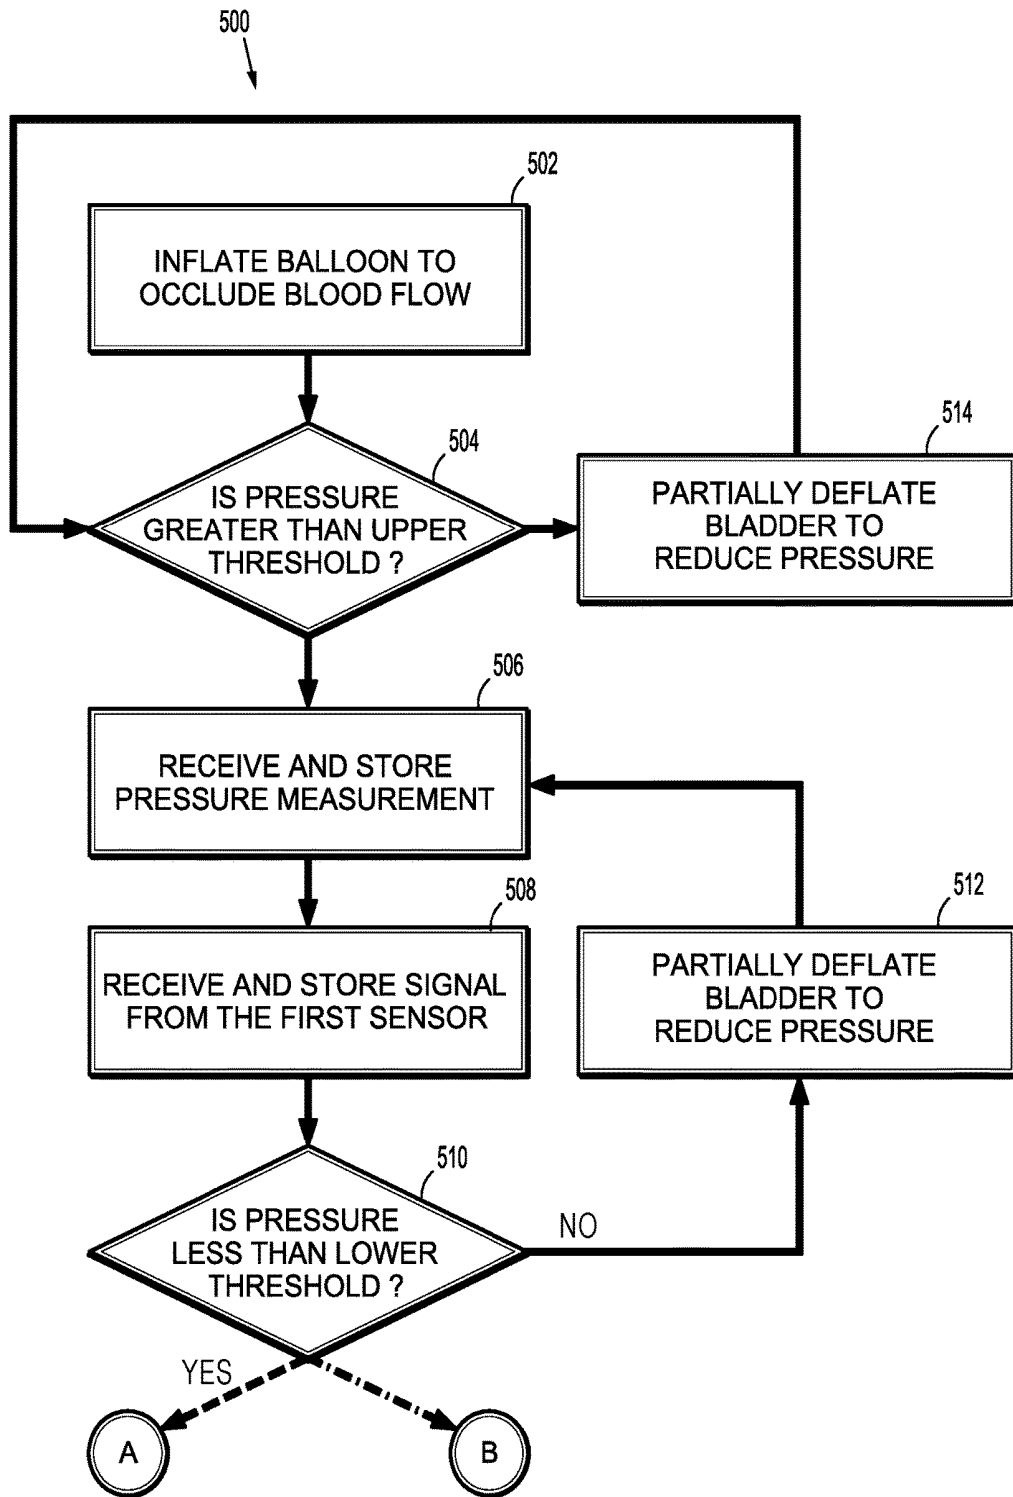 500
502
INFLATE BALLOON TO
OCCLUDE BLOOD FLOW
504
IS PRESSURE
GREATER THAN UPPER
THRESHOLD ?
514
PARTIALLY DEFLATE
BLADDER TO
REDUCE PRESSURE
506
RECEIVE AND STORE
PRESSURE MEASUREMENT
508
RECEIVE AND STORE SIGNAL
FROM THE FIRST SENSOR
512
PARTIALLY DEFLATE
BLADDER TO
REDUCE PRESSURE
510
IS PRESSURE
LESS THAN LOWER
THRESHOLD ?
NO
YES
A
B